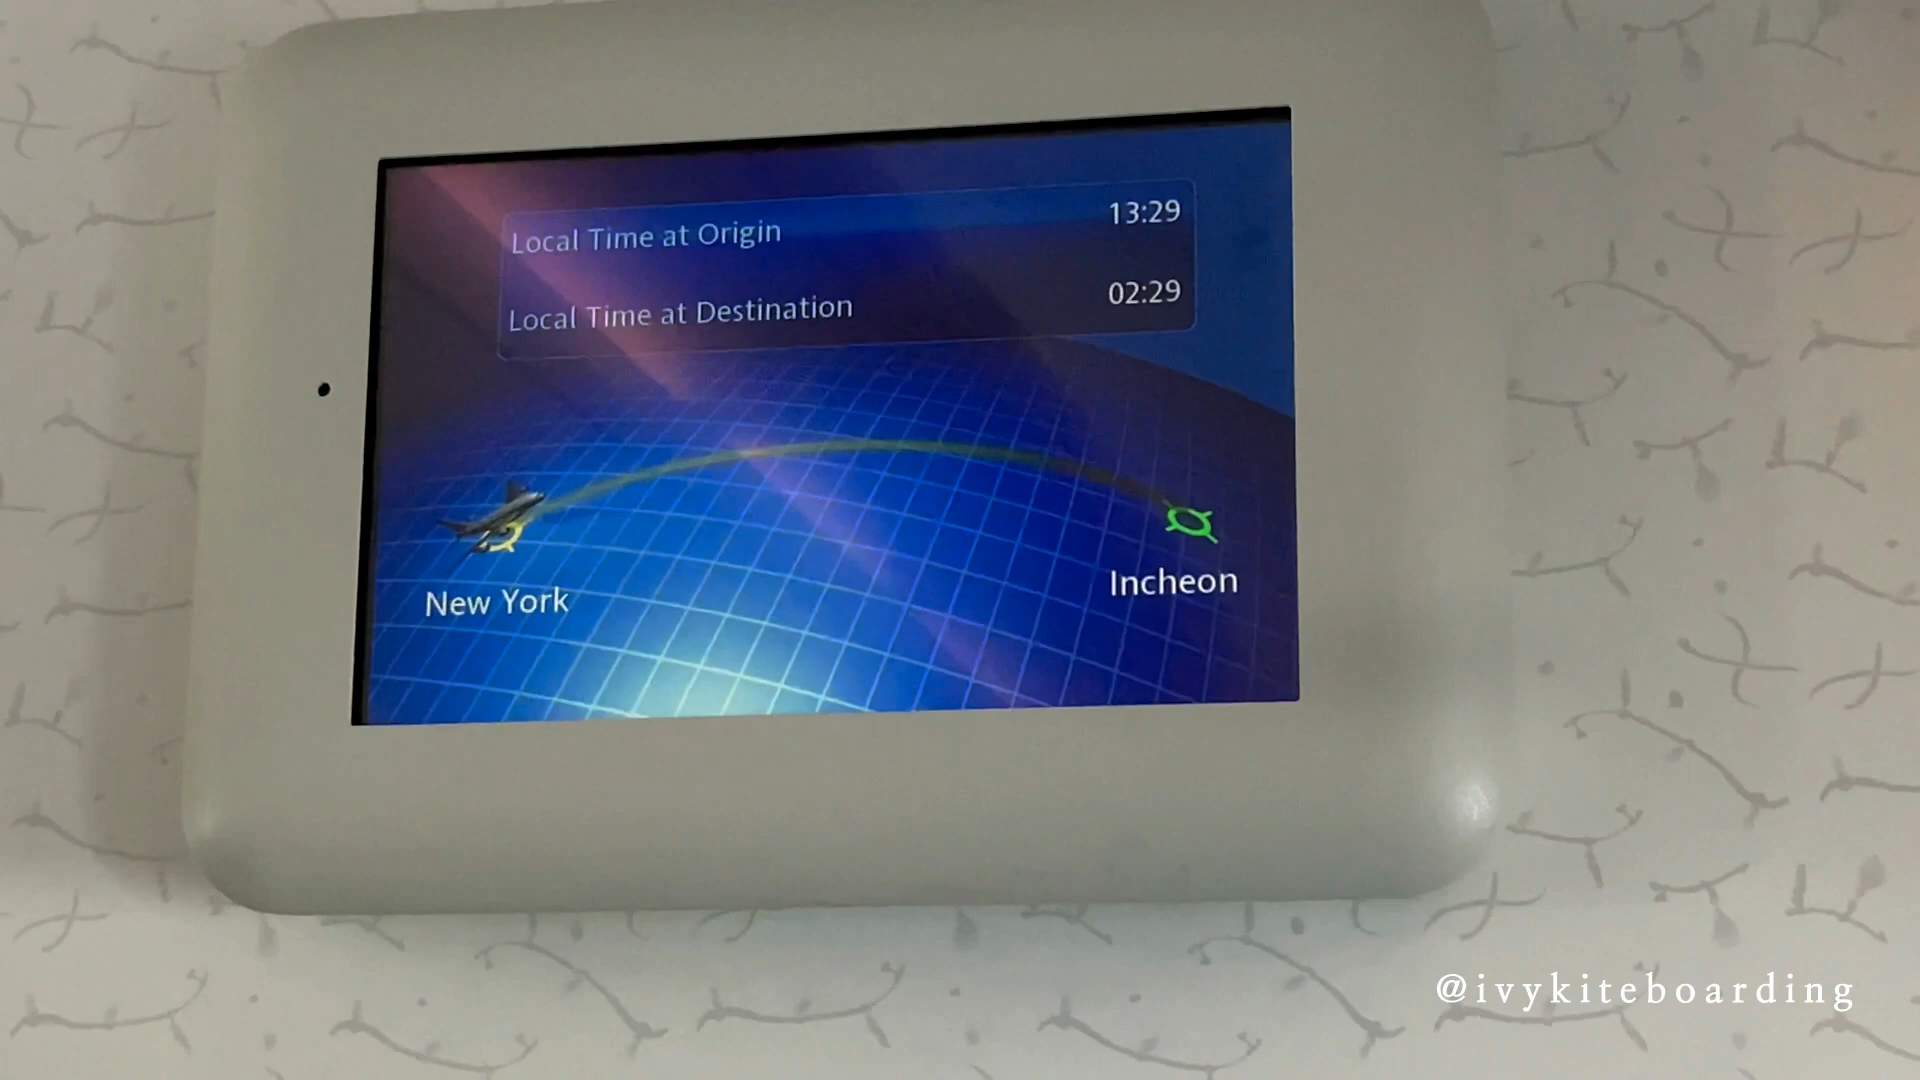 Local Time at Origin 13:29
Local Time at Destination 02:29
New York
Incheon
@ivykiteboarding